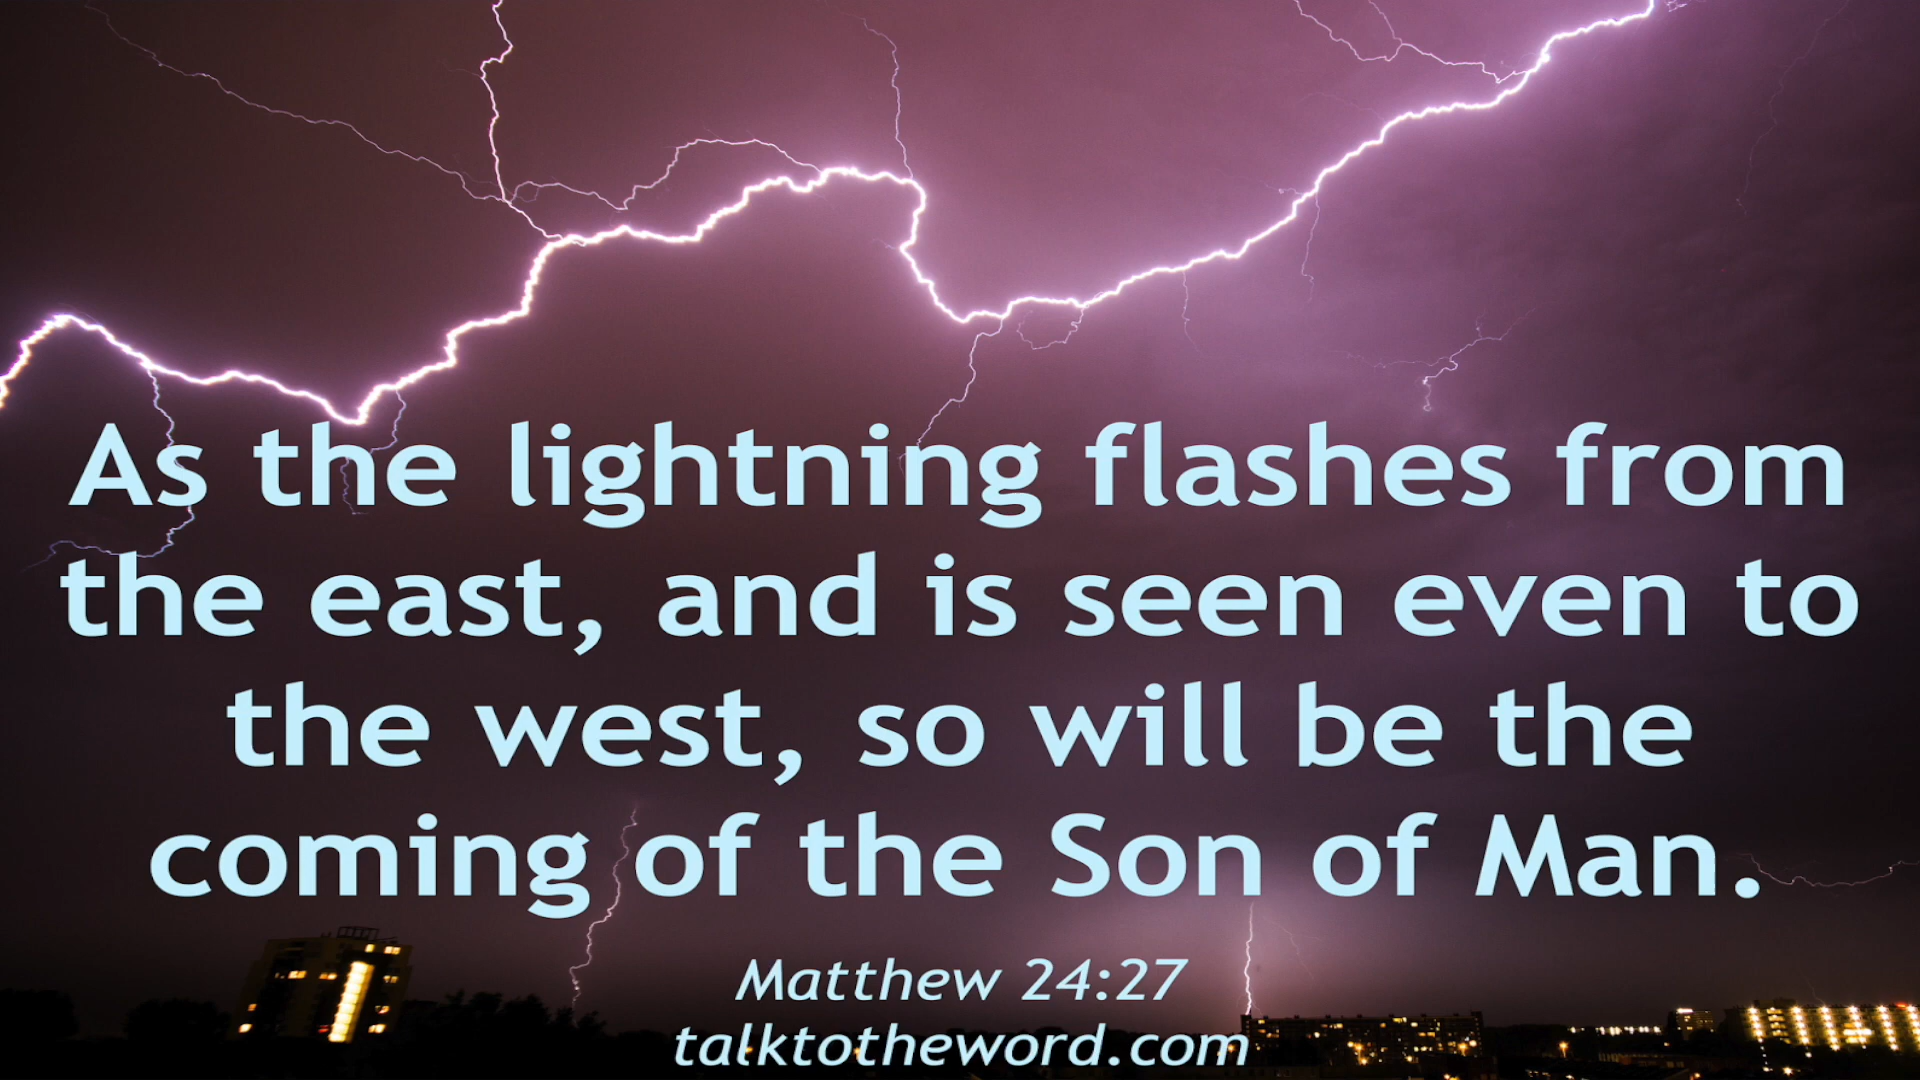 As the lightning flashes from
the east, and is seen even to
the west, so will be the
coming of the Son of Man.
Matthew 24:27
talktotheword.com